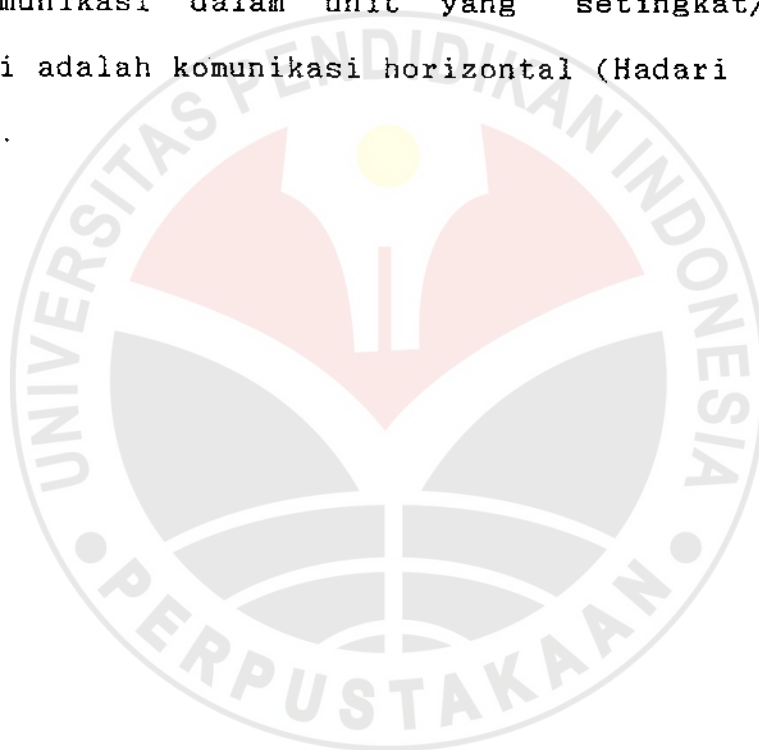 munikasi dalam unit yang setingkat/
i adalah komunikasi horizontal (Hadari
.
UNIVERSITAS PENDIDIKAN INDONESIA
PERPUSTAKAAN